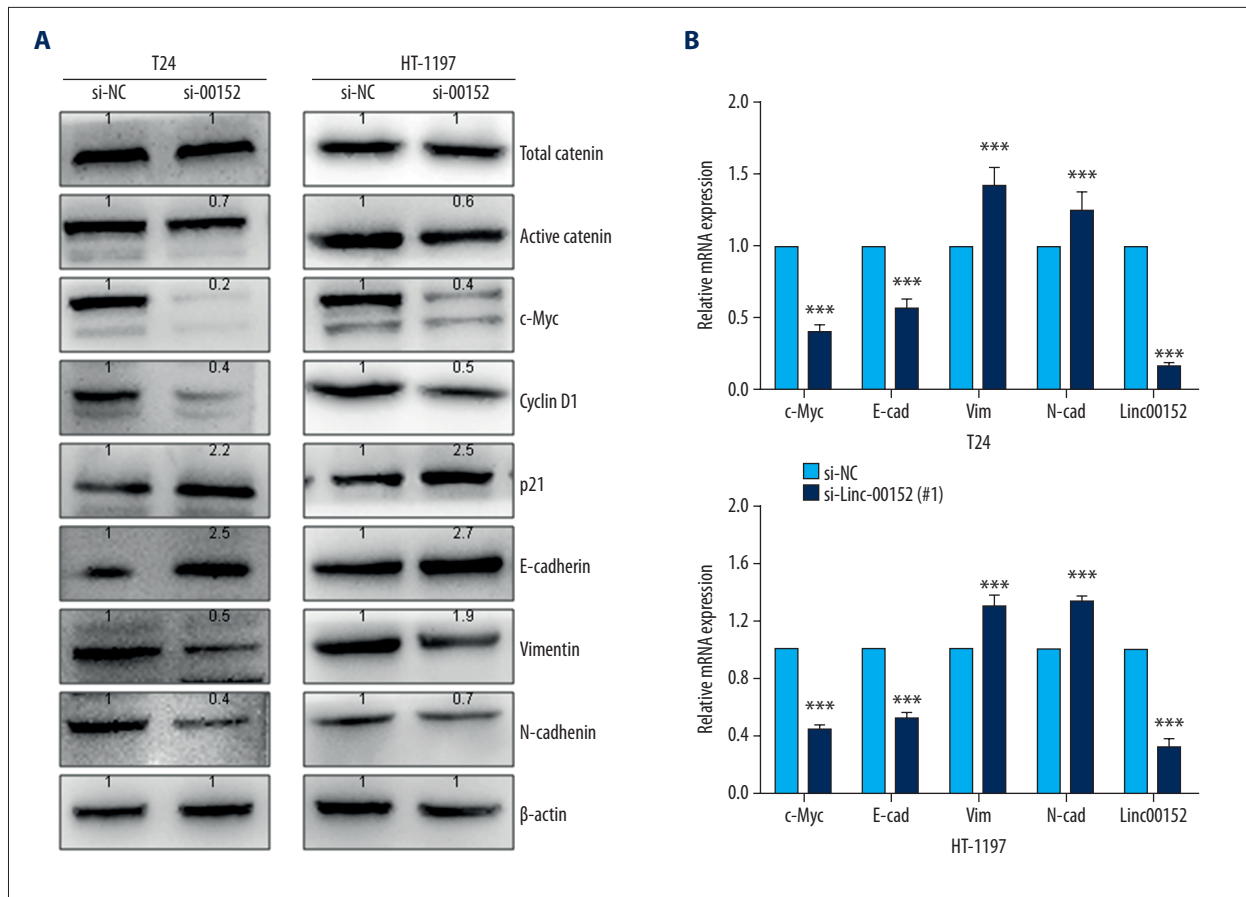 A
T24
HT-1197
si-NC si-00152
si-NC si-00152
1 1
1 1
Total catenin
1 0.7
1 0.6
Active catenin
1 0.2
1 0.4
c-Myc
1 0.4
1 0.5
Cyclin D1
1 2.2
1 2.5
p21
1 2.5
1 2.7
E-cadherin
1 0.5
1 1.9
Vimentin
1 0.4
1 0.7
N-cadhenin
1 1
1 1
β-actin
B
Relative mRNA expression
2.0
1.5
1.0
0.5
0.0
*** *** *** *** ***
c-Myc E-cad Vim N-cad Linc00152
T24
si-NC
si-Linc-00152 (#1)
Relative mRNA expression
2.0
1.6
1.2
0.8
0.4
0.0
*** *** *** *** ***
c-Myc E-cad Vim N-cad Linc00152
HT-1197